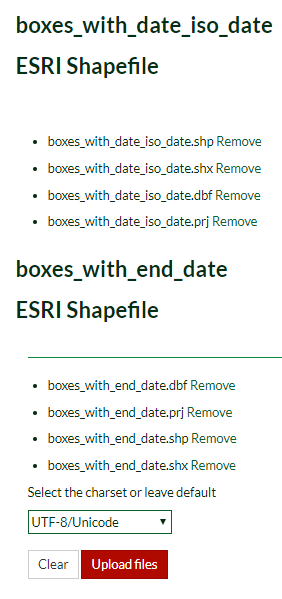 boxes_with_date_iso_date
ESRI Shapefile
• boxes_with_date_iso_date.shp Remove
• boxes_with_date_iso_date.shx Remove
• boxes_with_date_iso_date.dbf Remove
• boxes_with_date_iso_date.prj Remove
boxes_with_end_date
ESRI Shapefile
• boxes_with_end_date.dbf Remove
• boxes_with_end_date.prj Remove
• boxes_with_end_date.shp Remove
• boxes_with_end_date.shx Remove
Select the charset or leave default
UTF-8/Unicode
Clear Upload files